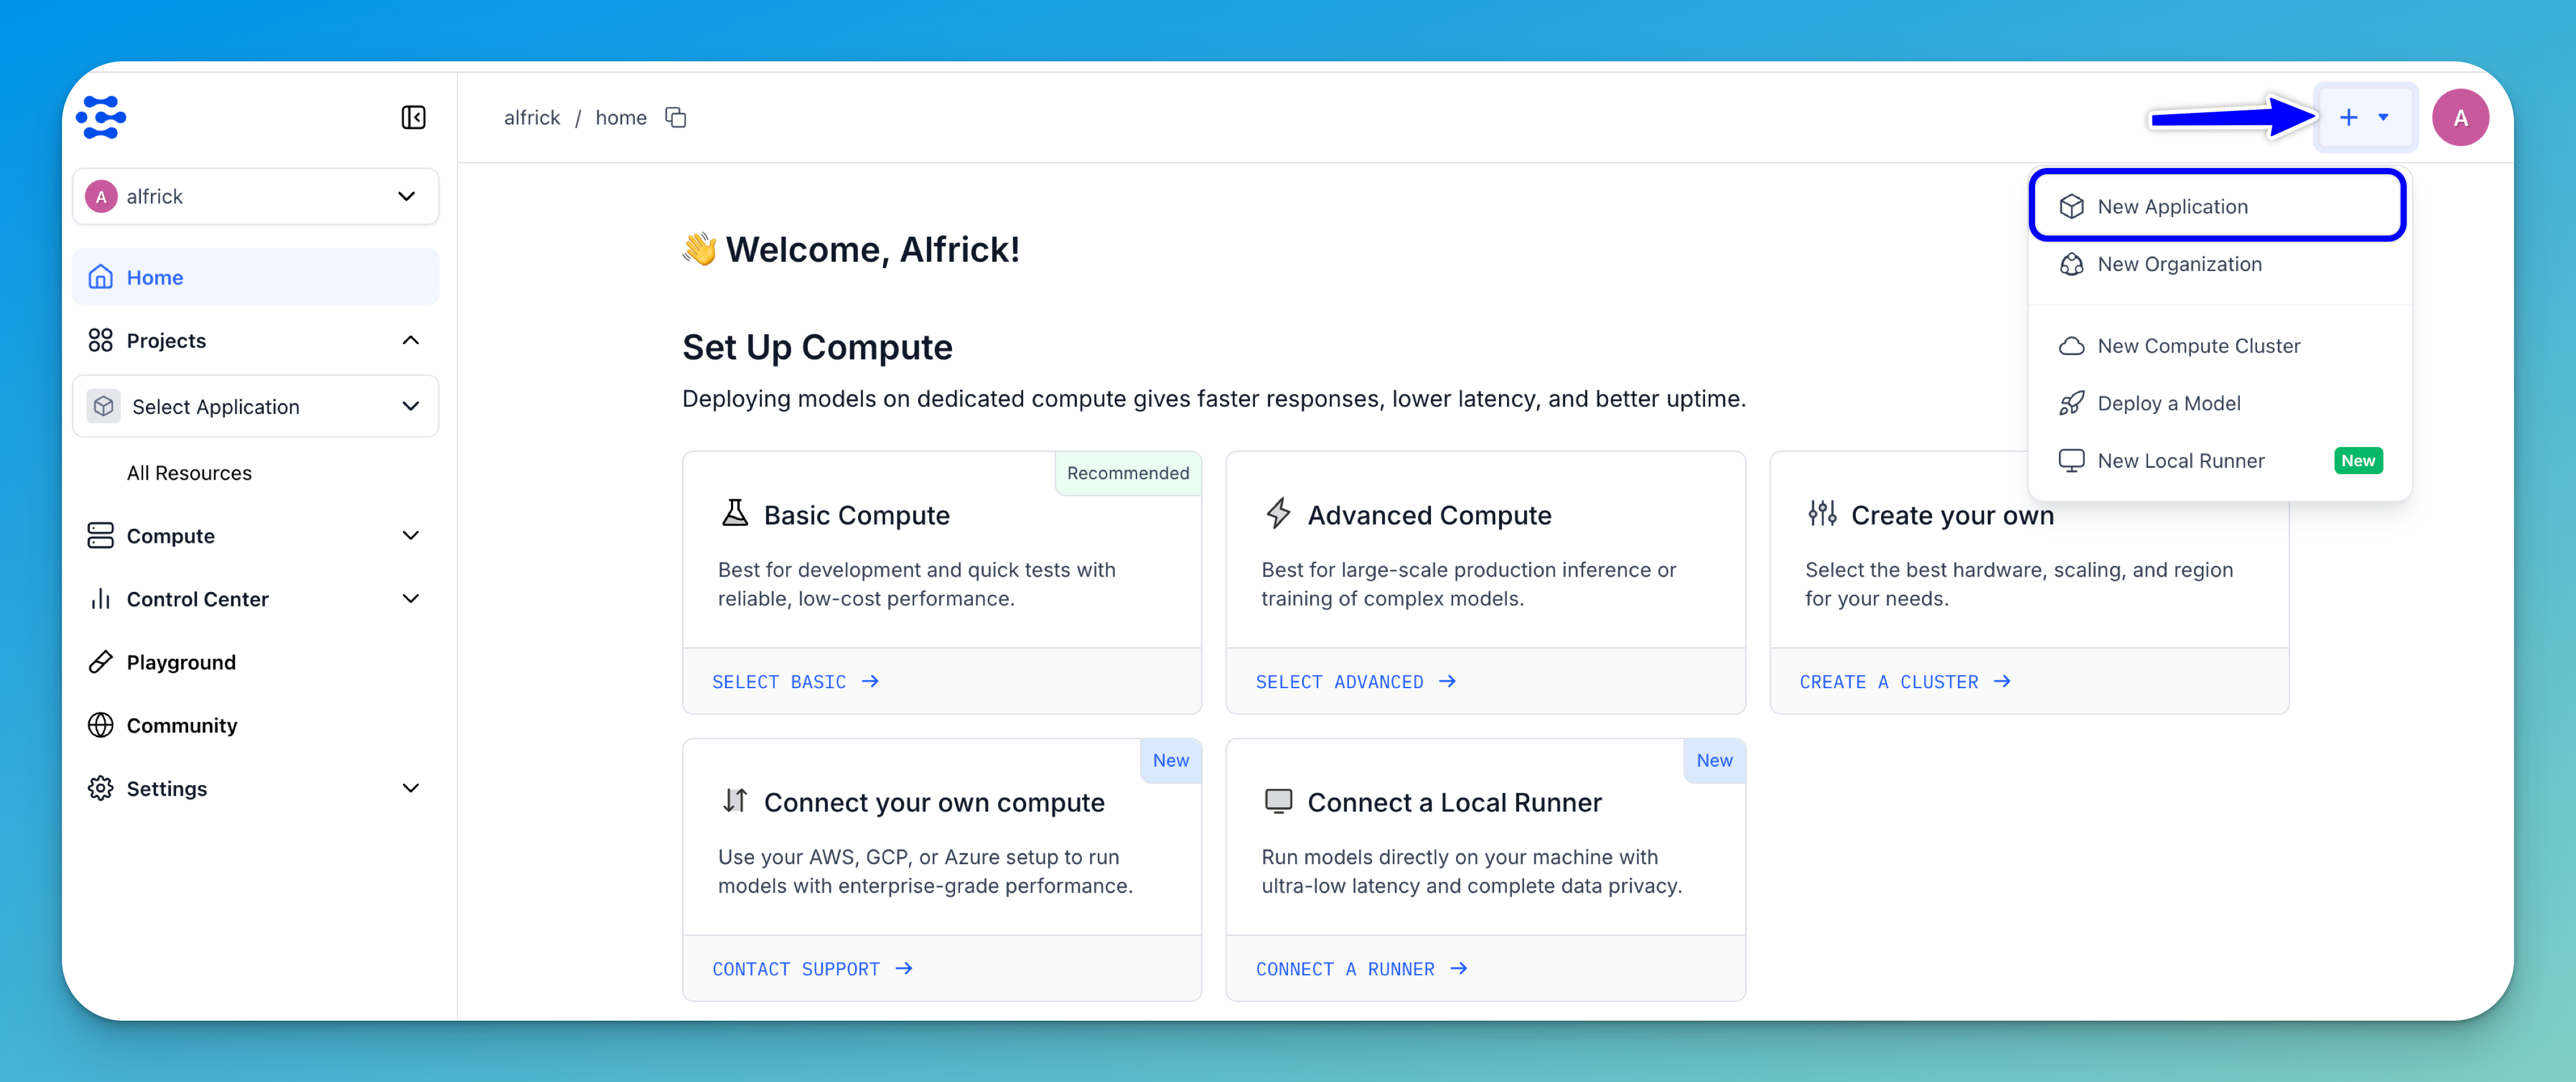 alfrick / home
+
A
A alfrick
Home
Projects
Select Application
All Resources
Compute
Control Center
Playground
Community
Settings
New Application
New Organization
New Compute Cluster
Deploy a Model
New Local Runner New
👋 Welcome, Alfrick!
Set Up Compute
Deploying models on dedicated compute gives faster responses, lower latency, and better uptime.
Recommended
Basic Compute
Best for development and quick tests with
reliable, low-cost performance.
SELECT BASIC →
Advanced Compute
Best for large-scale production inference or
training of complex models.
SELECT ADVANCED →
Create your own
Select the best hardware, scaling, and region
for your needs.
CREATE A CLUSTER →
New
Connect your own compute
Use your AWS, GCP, or Azure setup to run
models with enterprise-grade performance.
CONTACT SUPPORT →
New
Connect a Local Runner
Run models directly on your machine with
ultra-low latency and complete data privacy.
CONNECT A RUNNER →